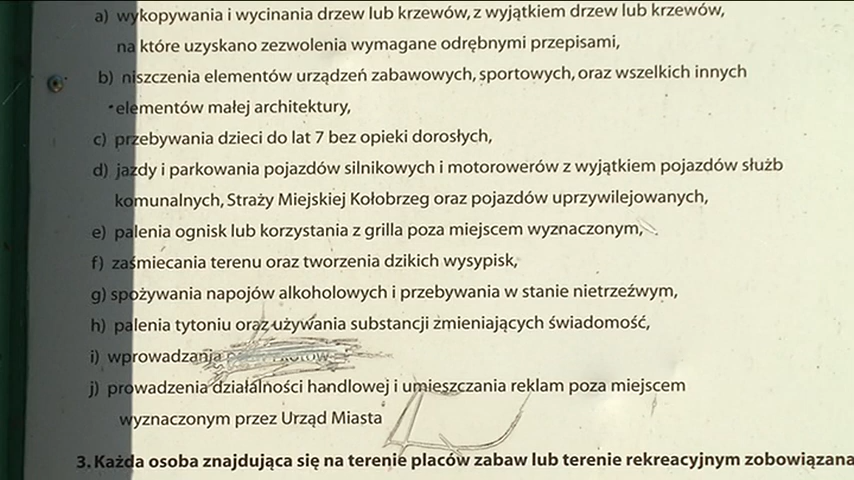 a) wykopywania i wycinania drzew lub krzewów, z wyjątkiem drzew lub krzewów,
na które uzyskano zezwolenia wymagane odrębnymi przepisami,
b) niszczenia elementów urządzeń zabawowych, sportowych, oraz wszelkich innych
elementów małej architektury,
c) przebywania dzieci do lat 7 bez opieki dorosłych,
d) jazdy i parkowania pojazdów silnikowych i motorowerów z wyjątkiem pojazdów służb
komunalnych, Straży Miejskiej Kołobrzeg oraz pojazdów uprzywilejowanych,
e) palenia ognisk lub korzystania z grilla poza miejscem wyznaczonym,
f) zaśmiecania terenu oraz tworzenia dzikich wysypisk,
g) spożywania napojów alkoholowych i przebywania w stanie nietrzeźwym,
h) palenia tytoniu oraz używania substancji zmieniających świadomość,
i) wprowadzania
j) prowadzenia działalności handlowej i umieszczania reklam poza miejscem
wyznaczonym przez Urząd Miasta
3. Każda osoba znajdująca się na terenie placów zabaw lub terenie rekreacyjnym zobowiązana